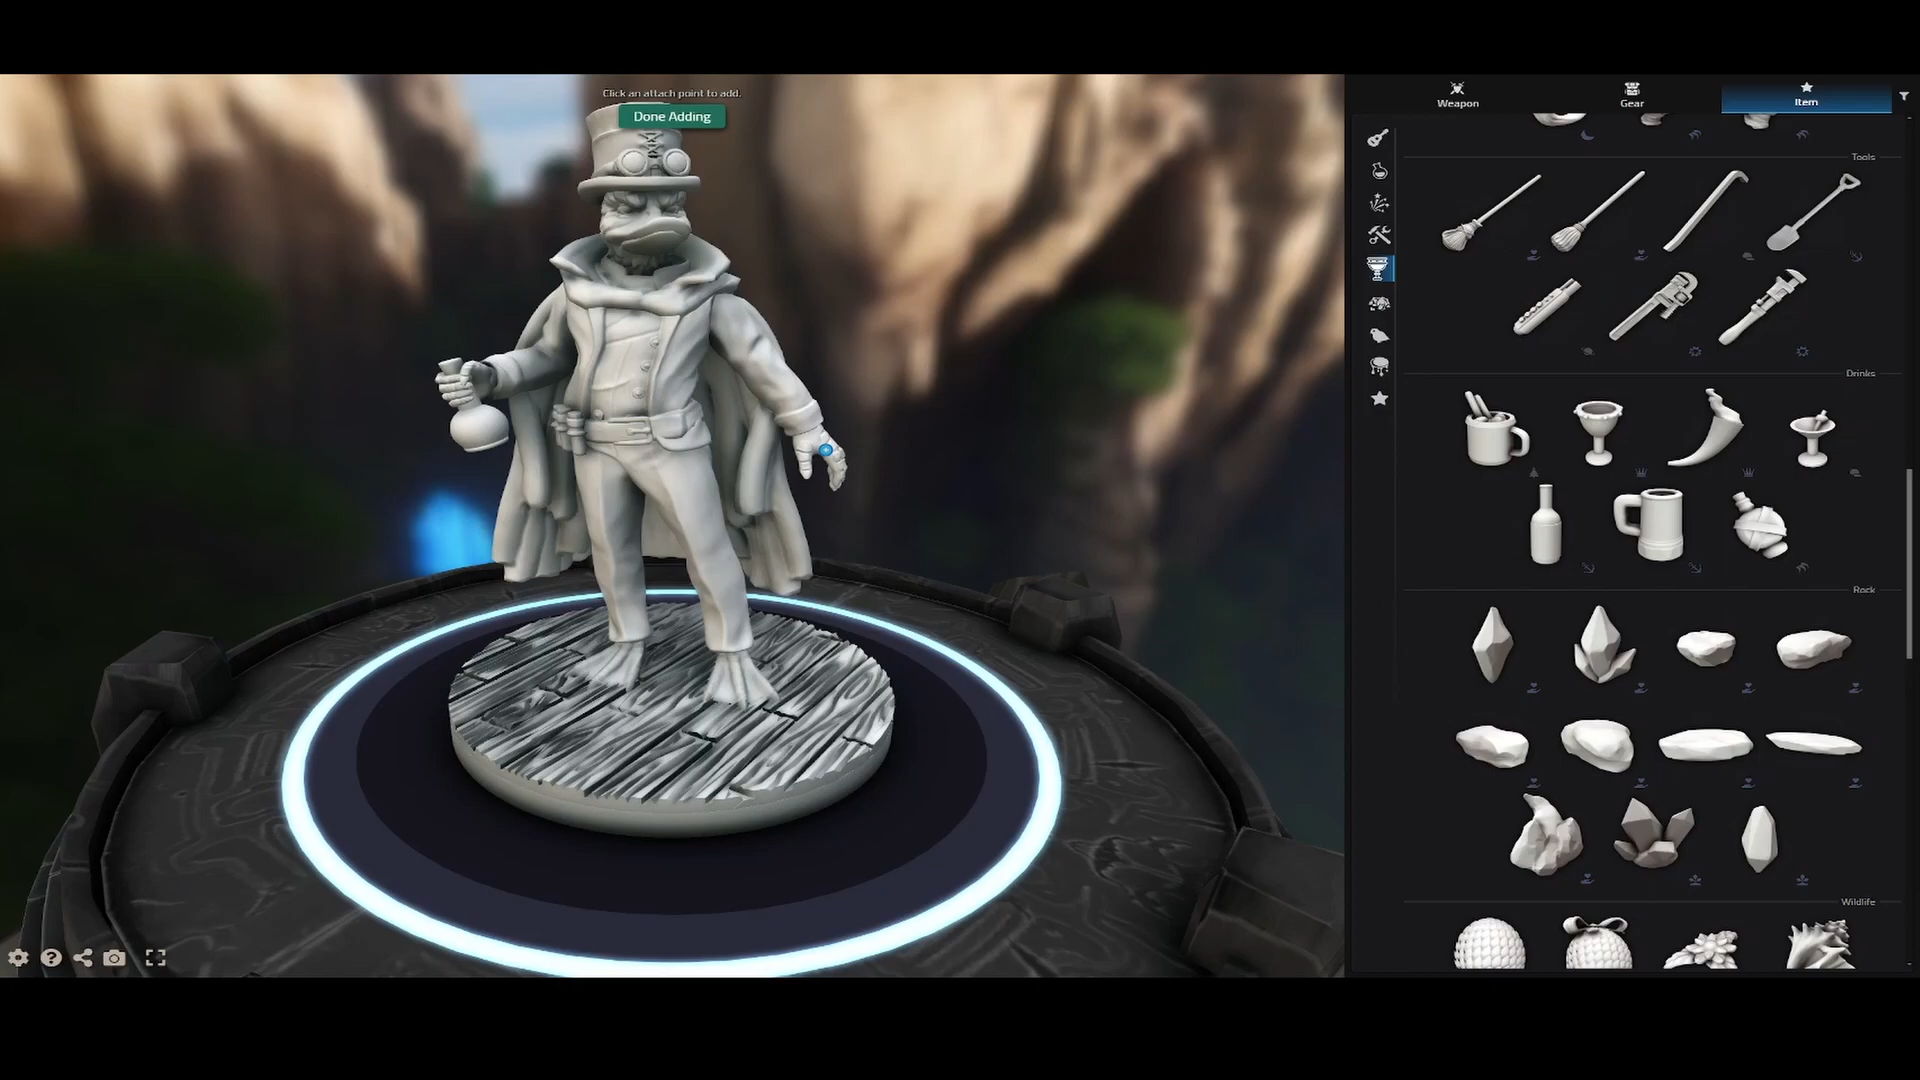 Click an attach point to add.
Done Adding
Weapon
Gear
Item
Tools
Drinks
Rock
Wildlife